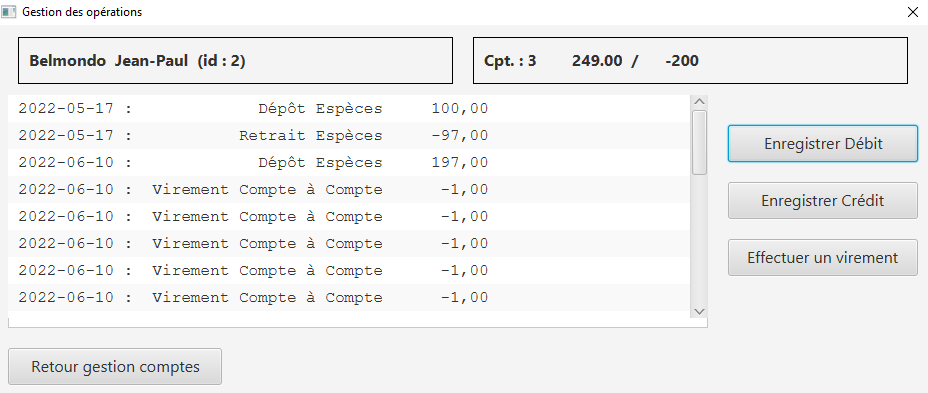 Gestion des opérations
Belmondo Jean-Paul (id : 2)
Cpt. : 3 249.00 / -200
2022-05-17 : Dépôt Espèces 100,00
2022-05-17 : Retrait Espèces -97,00
2022-06-10 : Dépôt Espèces 197,00
2022-06-10 : Virement Compte à Compte -1,00
2022-06-10 : Virement Compte à Compte -1,00
2022-06-10 : Virement Compte à Compte -1,00
2022-06-10 : Virement Compte à Compte -1,00
2022-06-10 : Virement Compte à Compte -1,00
Enregistrer Débit
Enregistrer Crédit
Effectuer un virement
Retour gestion comptes